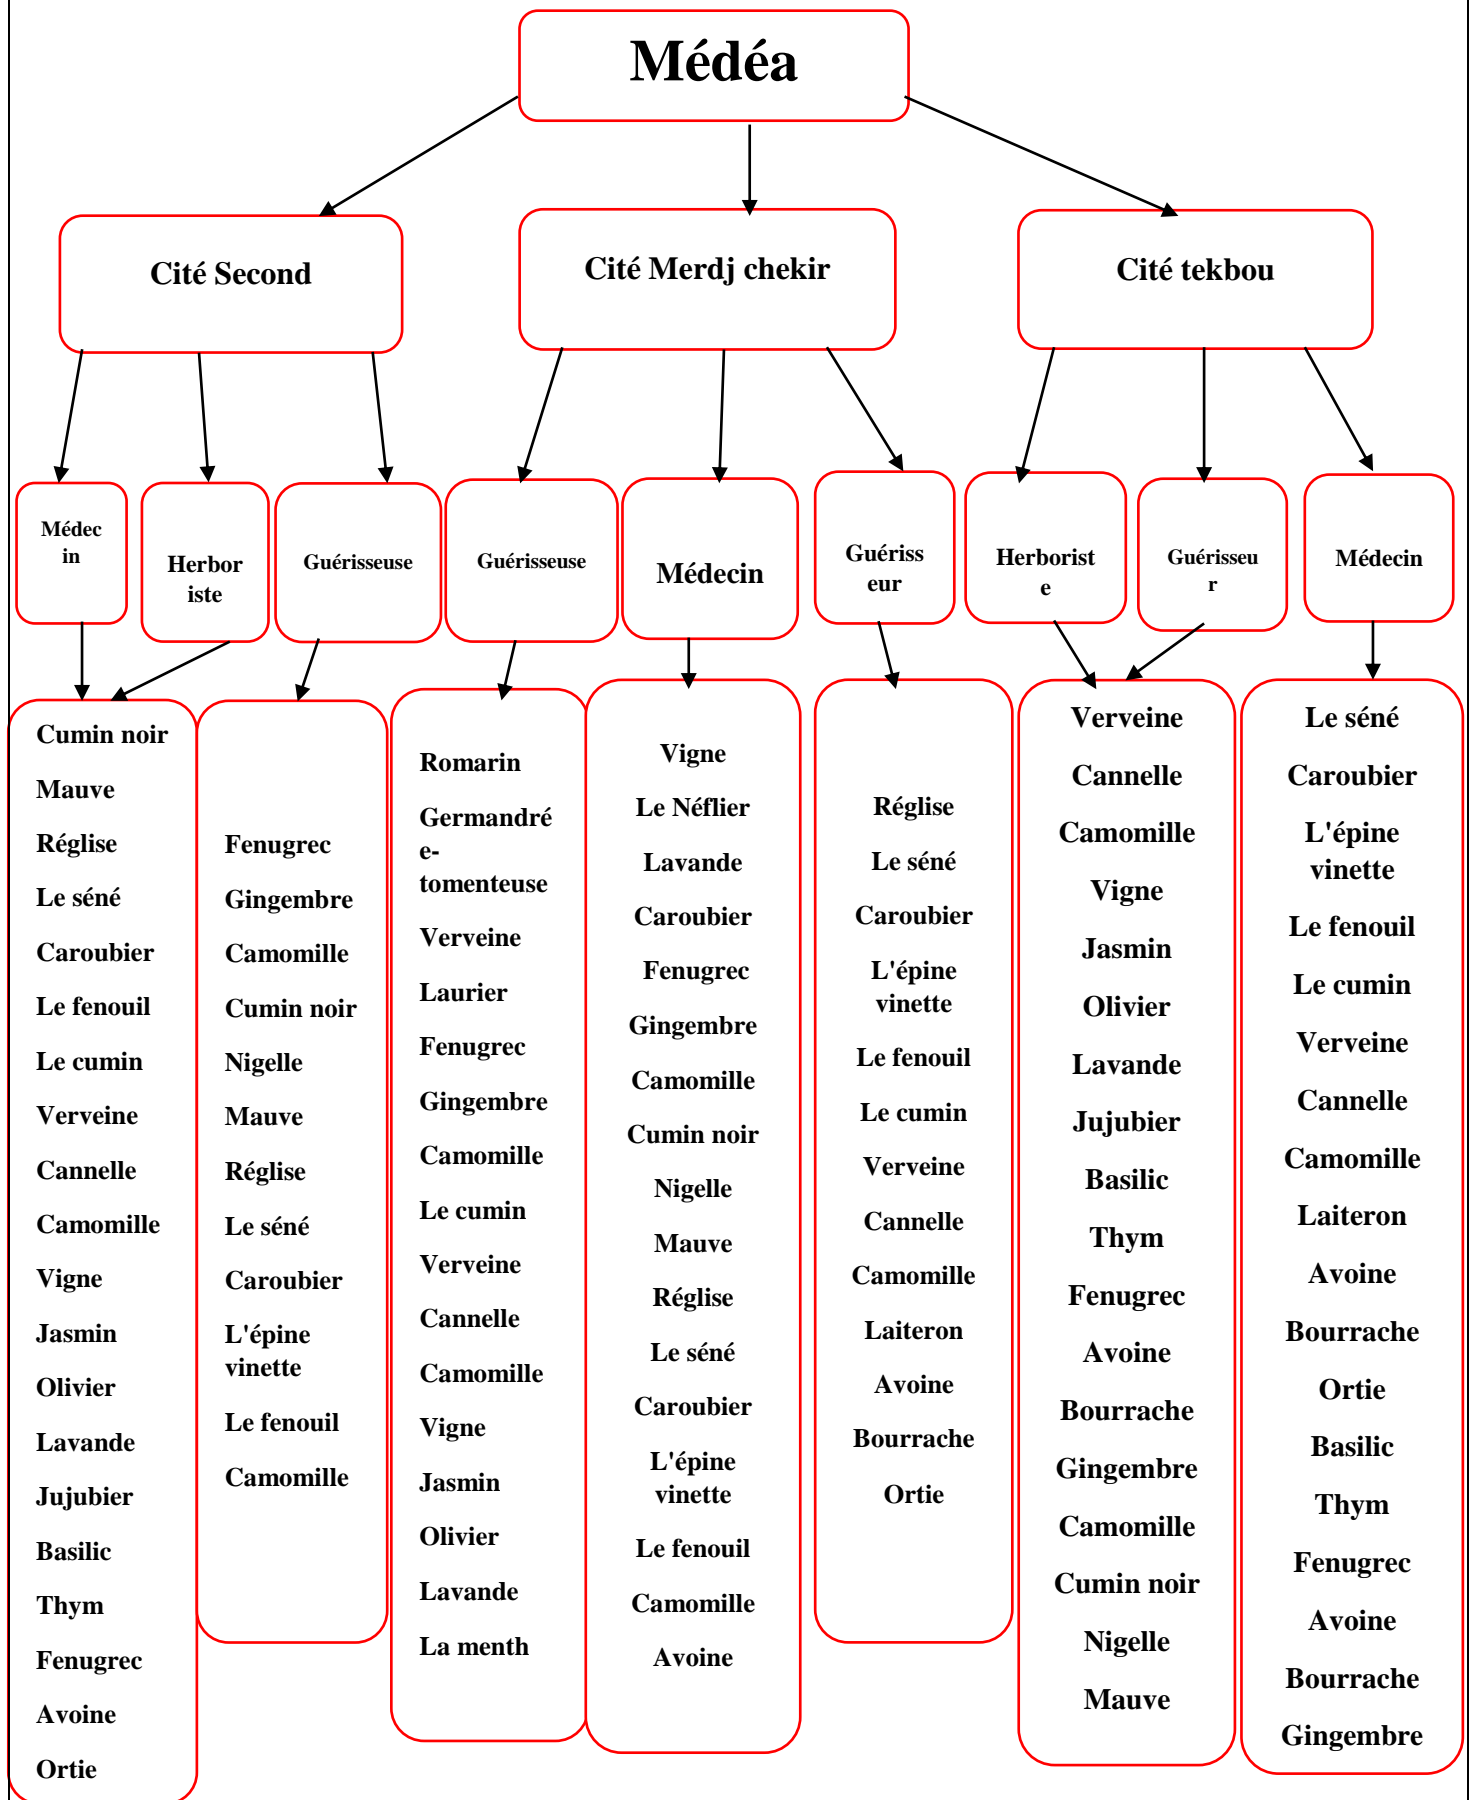 Médéa
Cité Second
Cité Merdj chekir
Cité tekbou
Médec
in
Herbor
iste
Guérisseuse
Guérisseuse
Médecin
Guériss
eur
Herborist
e
Guérisseu
r
Médecin
Cumin noir
Mauve
Réglise
Le séné
Caroubier
Le fenouil
Le cumin
Verveine
Cannelle
Camomille
Vigne
Jasmin
Olivier
Lavande
Jujubier
Basilic
Thym
Fenugrec
Avoine
Ortie
Fenugrec
Gingembre
Camomille
Cumin noir
Nigelle
Mauve
Réglise
Le séné
Caroubier
L'épine
vinette
Le fenouil
Camomille
Romarin
Germandré
e-
tomenteuse
Verveine
Laurier
Fenugrec
Gingembre
Camomille
Le cumin
Verveine
Cannelle
Camomille
Vigne
Jasmin
Olivier
Lavande
La menth
Vigne
Le Néflier
Lavande
Caroubier
Fenugrec
Gingembre
Camomille
Cumin noir
Nigelle
Mauve
Réglise
Le séné
Caroubier
L'épine
vinette
Le fenouil
Camomille
Avoine
Réglise
Le séné
Caroubier
L'épine
vinette
Le fenouil
Le cumin
Verveine
Cannelle
Camomille
Laiteron
Avoine
Bourrache
Ortie
Verveine
Cannelle
Camomille
Vigne
Jasmin
Olivier
Lavande
Jujubier
Basilic
Thym
Fenugrec
Avoine
Bourrache
Gingembre
Camomille
Cumin noir
Nigelle
Mauve
Le séné
Caroubier
L'épine
vinette
Le fenouil
Le cumin
Verveine
Cannelle
Camomille
Laiteron
Avoine
Bourrache
Ortie
Basilic
Thym
Fenugrec
Avoine
Bourrache
Gingembre